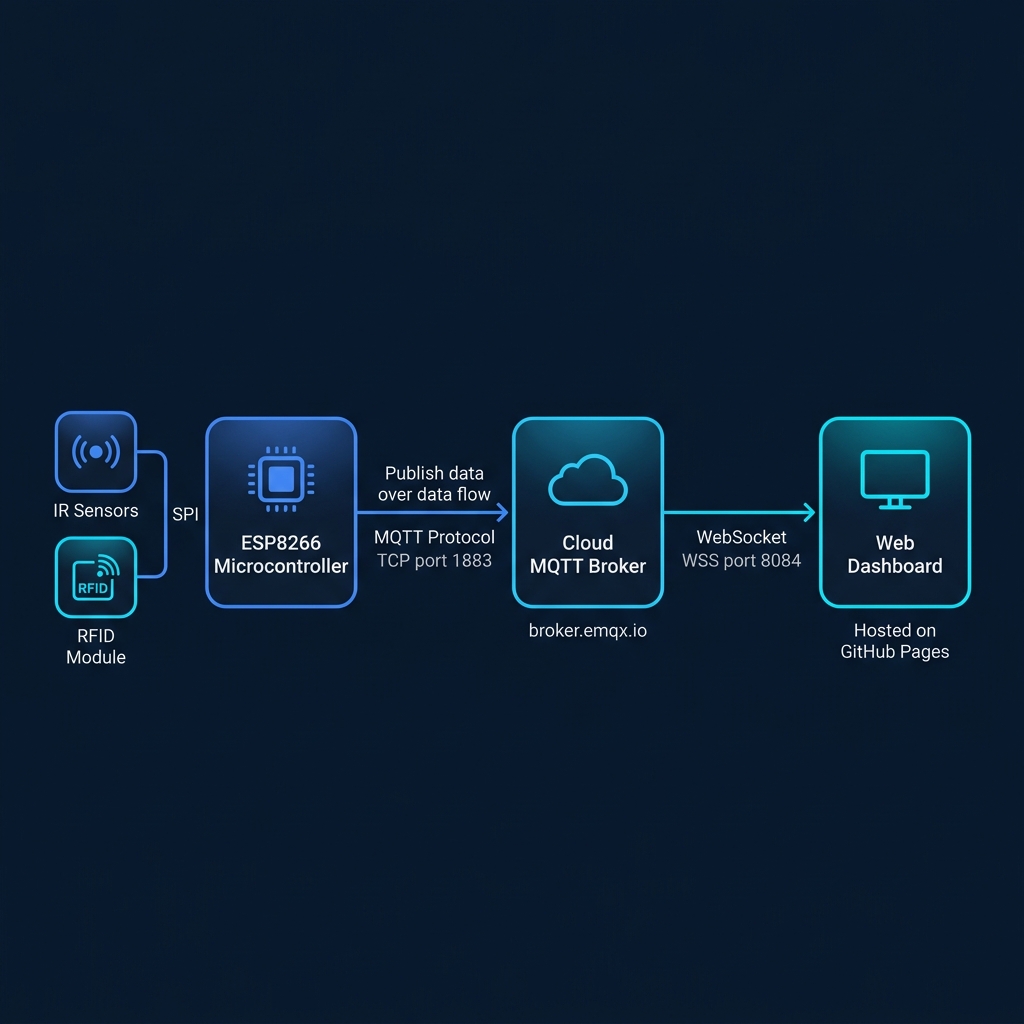 IR Sensors
RFID
RFID
Module
SPI
ESP8266
Microcontroller
Publish data
over data flow
MQTT Protocol
TCP port 1883
Cloud
MQTT Broker
broker.emqx.io
WebSocket
WSS port 8084
Web
Dashboard
Hosted on
GitHub Pages